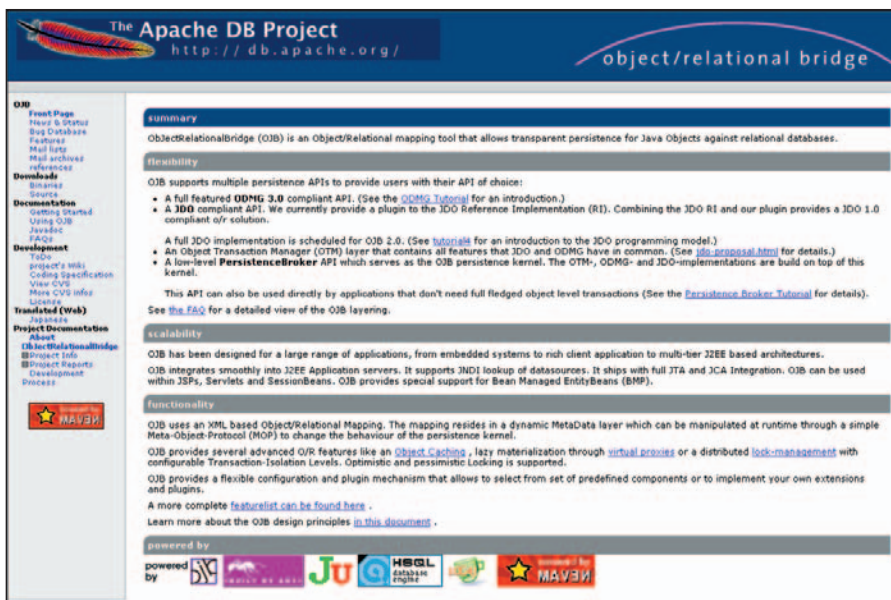 The Apache DB Project
http://db.apache.org/
object/relational bridge
OJB
Front Page
News & Status
Bug Database
Features
Mail lists
Mail archives
references
Downloads
Binaries
Source
Documentation
Getting Started
Using OJB
Javadoc
FAQs
Development
ToDo
project's Wiki
Coding Specification
View CVS
More CVS infos
License
Translated (Web)
Japanese
Project Documentation
About
ObJectRelationalBridge
Project Info
Project Reports
Development
Process
powered by
MAVEN
summary
ObJectRelationalBridge (OJB) is an Object/Relational mapping tool that allows transparent persistence for Java Objects against relational databases.
flexibility
OJB supports multiple persistence APIs to provide users with their API of choice:
• A full featured ODMG 3.0 compliant API. (See the ODMG Tutorial for an introduction.)
• A JDO compliant API. We currently provide a plugin to the JDO Reference Implementation (RI). Combining the JDO RI and our plugin provides a JDO 1.0
compliant o/r solution.
A full JDO implementation is scheduled for OJB 2.0. (See tutorial4 for an introduction to the JDO programming model.)
• An Object Transaction Manager (OTM) layer that contains all features that JDO and ODMG have in common. (See jdo-proposal.html for details.)
• A low-level PersistenceBroker API which serves as the OJB persistence kernel. The OTM-, ODMG- and JDO-implementations are build on top of this
kernel.
This API can also be used directly by applications that don't need full fledged object level transactions (See the Persistence Broker Tutorial for details).
See the FAQ for a detailed view of the OJB layering.
scalability
OJB has been designed for a large range of applications, from embedded systems to rich client application to multi-tier J2EE based architectures.
OJB integrates smoothly into J2EE Application servers. It supports JNDI lookup of datasources. It ships with full JTA and JCA Integration. OJB can be used
within JSPs, Servlets and SessionBeans. OJB provides special support for Bean Managed EntityBeans (BMP).
functionality
OJB uses an XML based Object/Relational Mapping. The mapping resides in a dynamic MetaData layer which can be manipulated at runtime through a simple
Meta-Object-Protocol (MOP) to change the behaviour of the persistence kernel.
OJB provides several advanced O/R features like an Object Caching , lazy materialization through virtual proxies or a distributed lock-management with
configurable Transaction-Isolation Levels. Optimistic and pessimistic Locking is supported.
OJB provides a flexible configuration and plugin mechanism that allows to select from set of predefined components or to implement your own extensions
and plugins.
A more complete featurelist can be found here .
Learn more about the OJB design principles in this document .
powered by
powered
by
JU
HSQL
database
engine
powered by
MAVEN